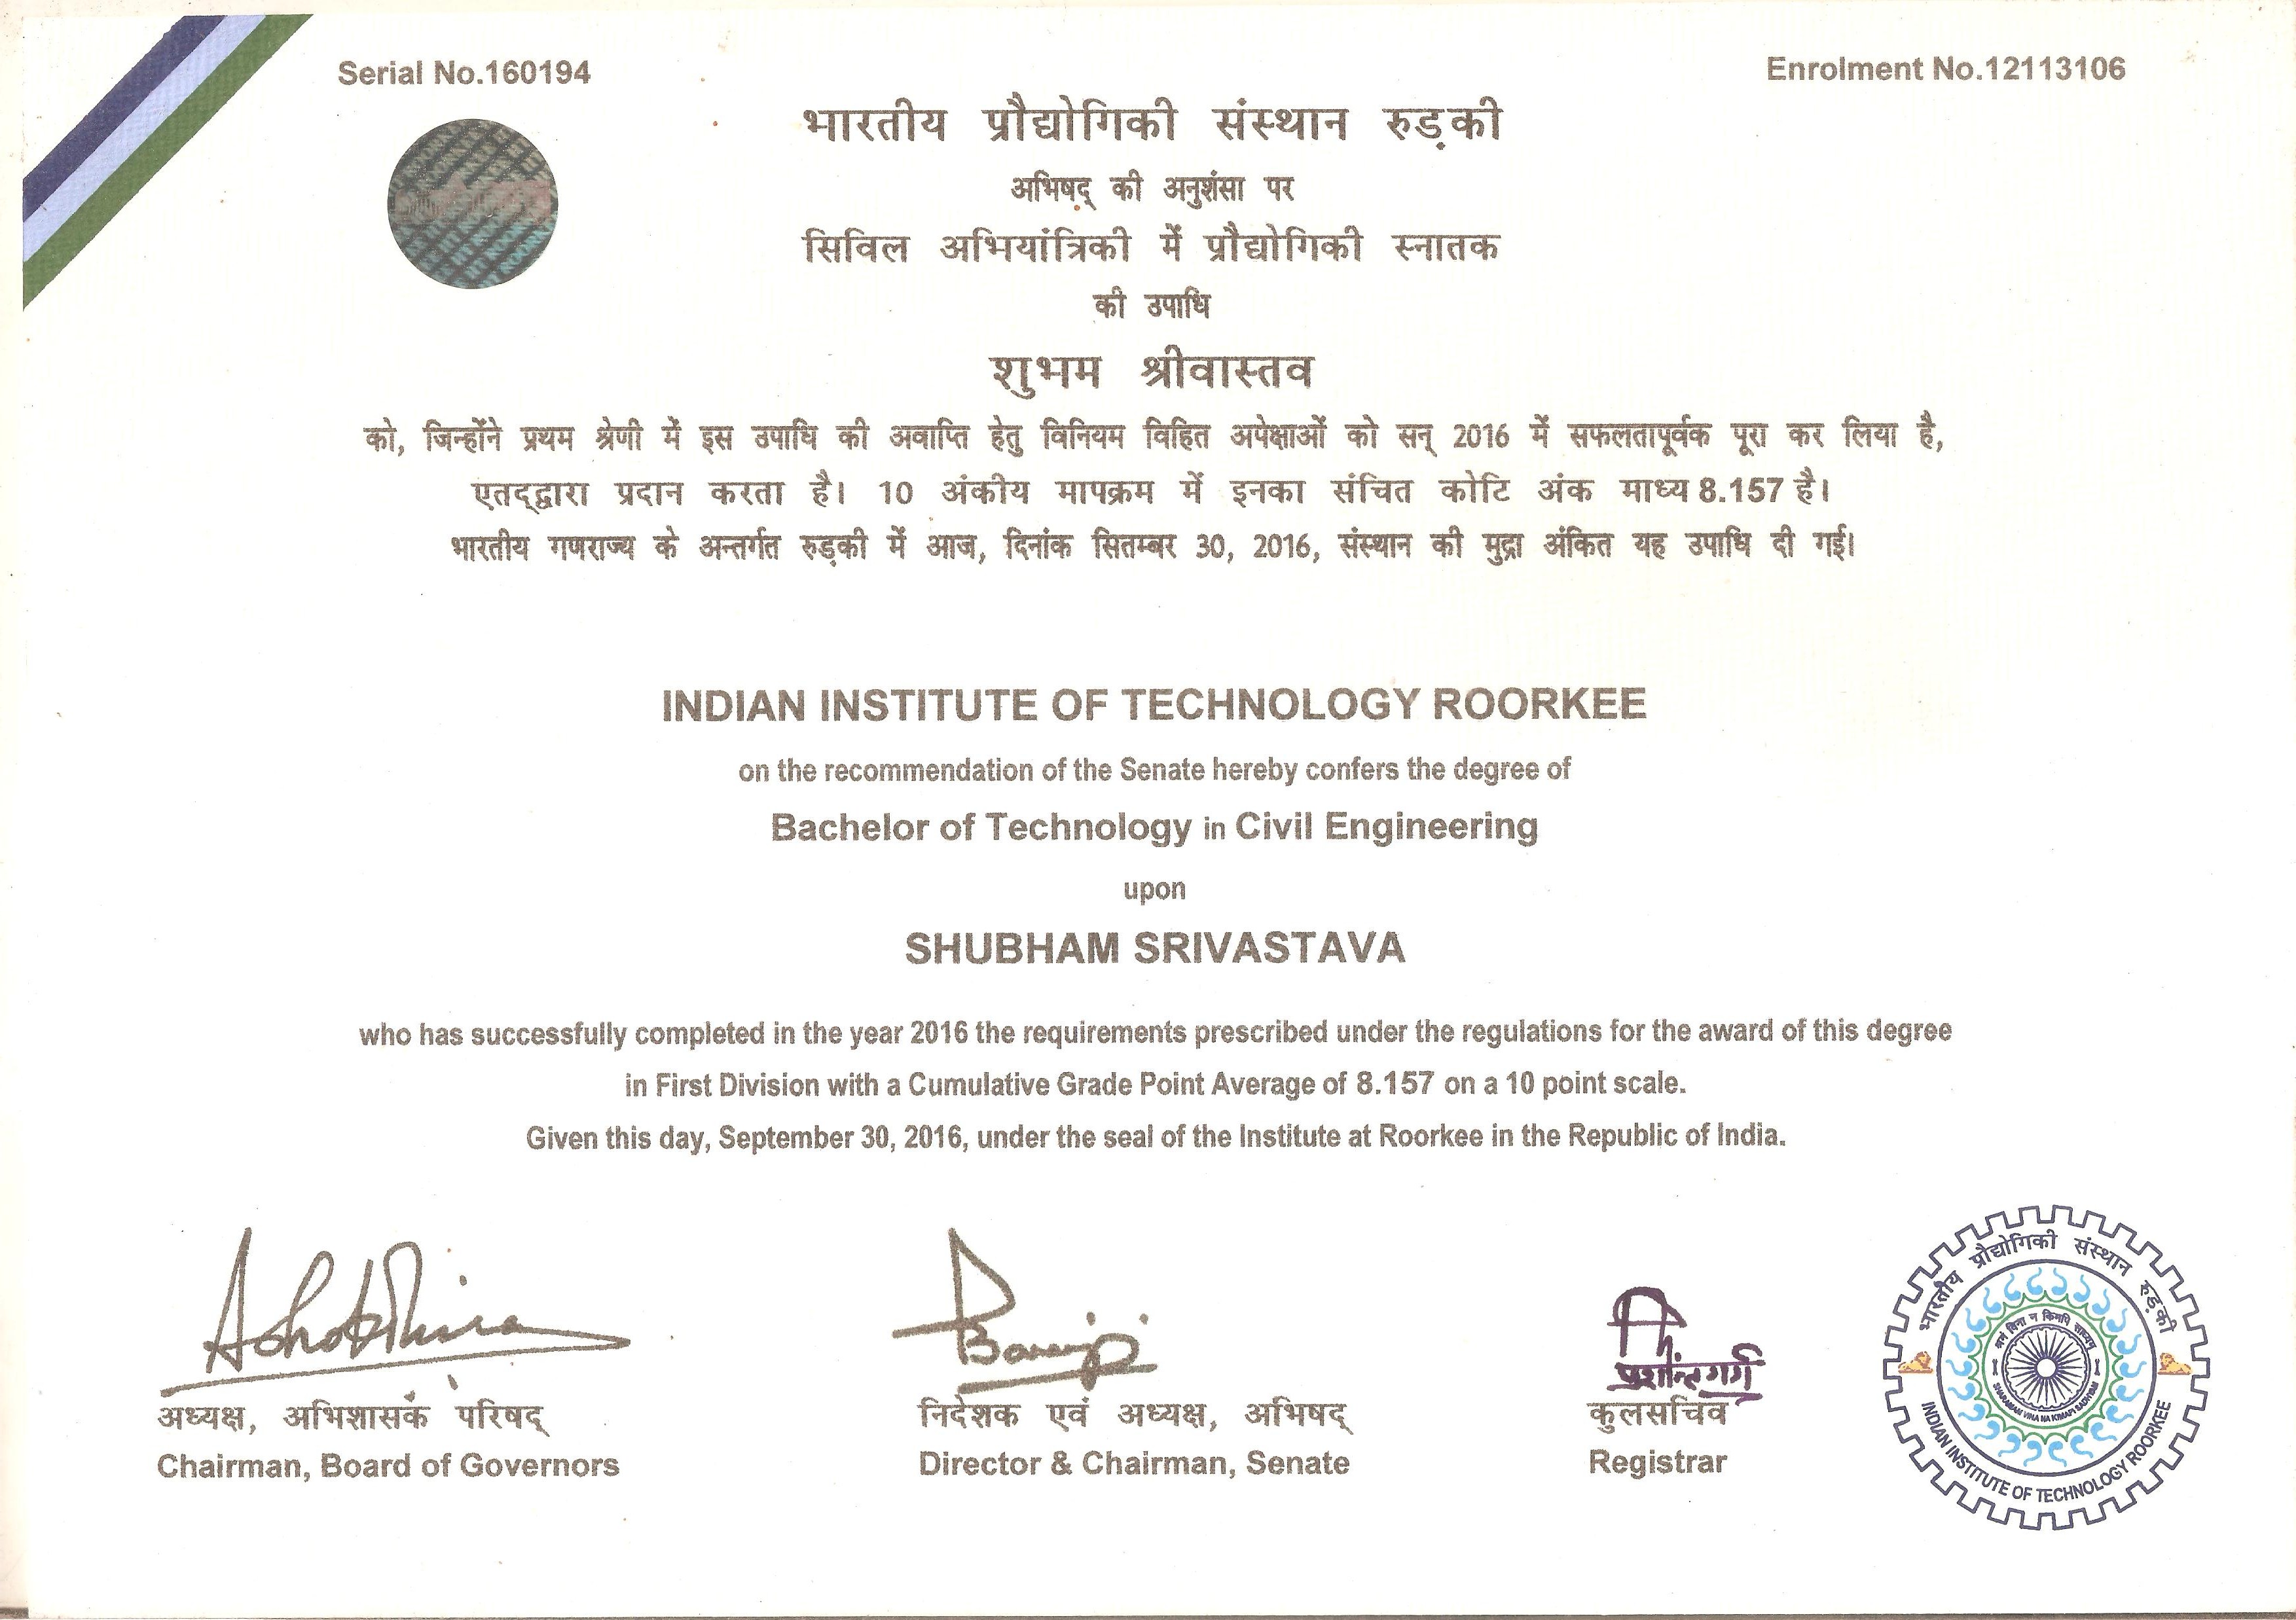 Serial No.160194
Enrolment No.12113106
भारतीय प्रौद्योगिकी संस्थान रुड़की
अभिषद् की अनुशंसा पर
सिविल अभियांत्रिकी में प्रौद्योगिकी स्नातक
की उपाधि
शुभम श्रीवास्तव
को, जिन्होंने प्रथम श्रेणी में इस उपाधि की अवाप्ति हेतु विनियम विहित अपेक्षाओं को सन् 2016 में सफलतापूर्वक पूरा कर लिया है,
एतद्द्वारा प्रदान करता है। 10 अंकीय मापक्रम में इनका संचित कोटि अंक माध्य 8.157 है।
भारतीय गणराज्य के अन्तर्गत रुड़की में आज, दिनांक सितम्बर 30, 2016, संस्थान की मुद्रा अंकित यह उपाधि दी गई।
INDIAN INSTITUTE OF TECHNOLOGY ROORKEE
on the recommendation of the Senate hereby confers the degree of
Bachelor of Technology in Civil Engineering
upon
SHUBHAM SRIVASTAVA
who has successfully completed in the year 2016 the requirements prescribed under the regulations for the award of this degree
in First Division with a Cumulative Grade Point Average of 8.157 on a 10 point scale.
Given this day, September 30, 2016, under the seal of the Institute at Roorkee in the Republic of India.
प्रशांत गर्ग
अध्यक्ष, अभिशासक परिषद्
Chairman, Board of Governors
निदेशक एवं अध्यक्ष, अभिषद्
Director & Chairman, Senate
कुलसचिव
Registrar
भारतीय प्रौद्योगिकी संस्थान रुड़की
श्रमं विना न किमपि साध्यम्
SHRAMAM VINA NA KIMAPI SADHYAM
INDIAN INSTITUTE OF TECHNOLOGY ROORKEE